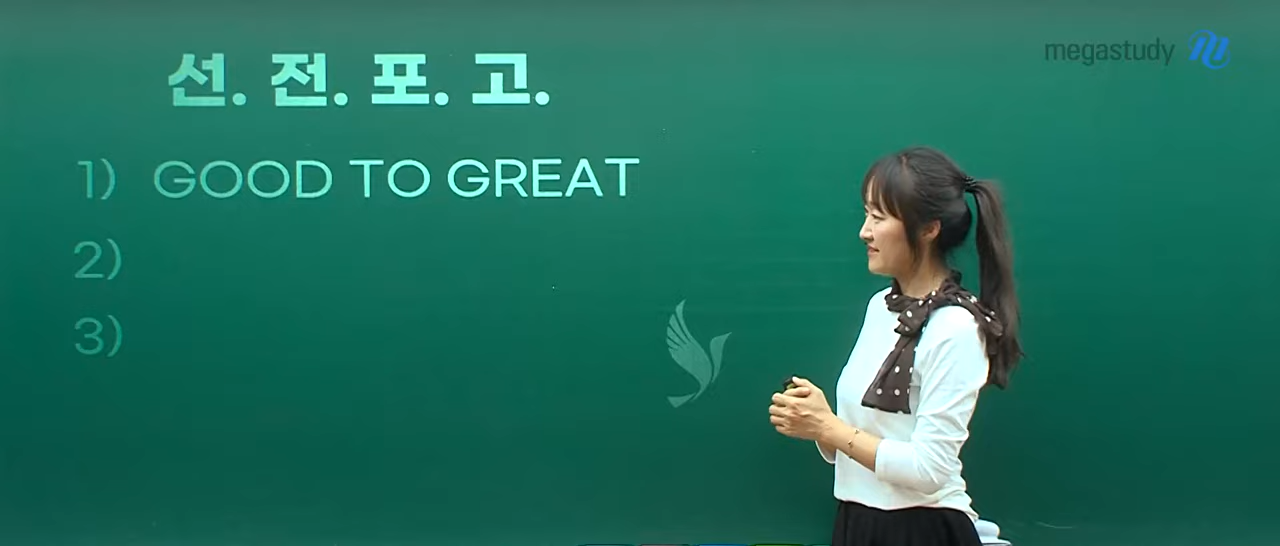 선. 전. 포. 고.
megastudy
1) GOOD TO GREAT
2)
3)